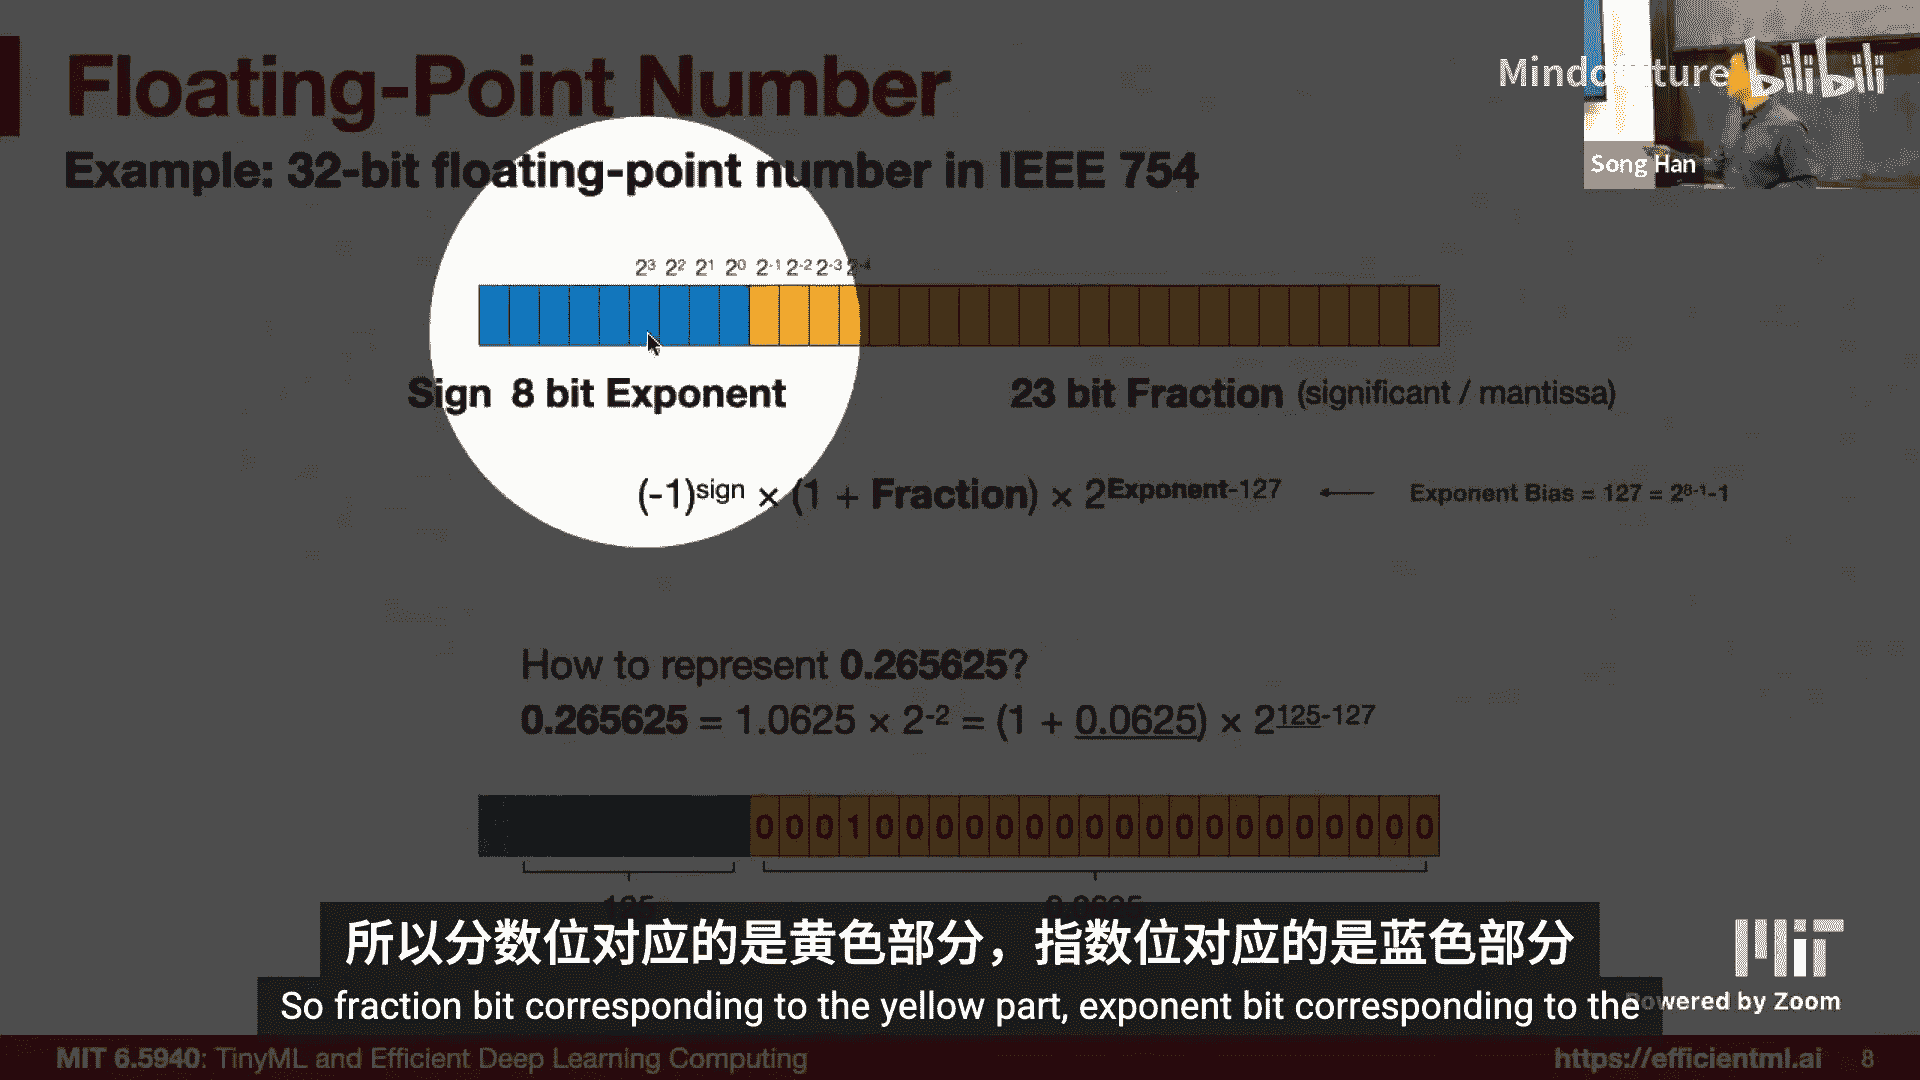 Floating-Point Number
Example: 32-bit floating-point number in IEEE 754
bilibili
Song Han
2³ 2² 2¹ 2⁰ 2⁻¹ 2⁻² 2⁻³ 2⁻⁴
Sign 8 bit Exponent 23 bit Fraction (significant / mantissa)
(-1)^sign × (1 + Fraction) × 2^Exponent-127 ← Exponent Bias = 127 = 2⁸⁻¹-1
How to represent 0.265625?
0.265625 = 1.0625 × 2⁻² = (1 + 0.0625) × 2^125-127
0 0 0 1 0 0 0 0 0 0 0 0 0 0 0 0 0 0 0 0 0 0 0
所以分数位对应的是黄色部分，指数位对应的是蓝色部分
So fraction bit corresponding to the yellow part, exponent bit corresponding to the
MIT
Powered by Zoom
MIT 6.5940: TinyML and Efficient Deep Learning Computing https://efficientml.ai 8